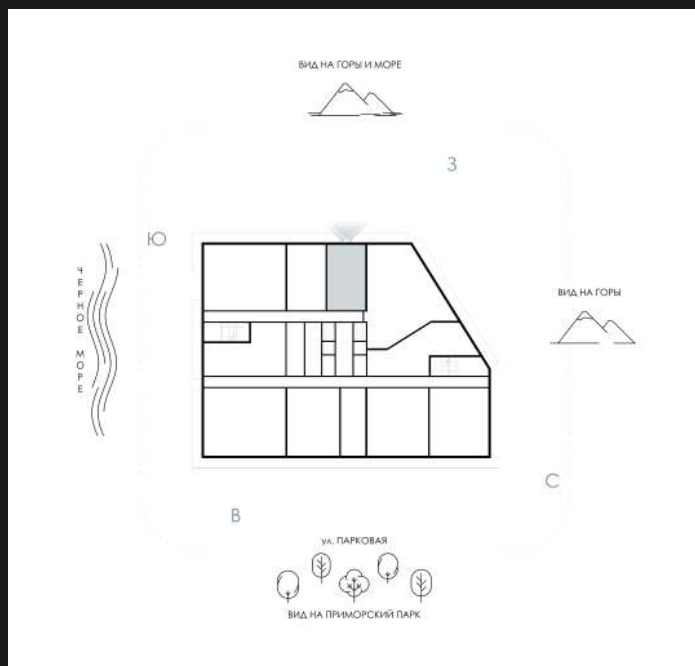 ВИД НА ГОРЫ И МОРЕ
З
Ю
ЧЕРНОЕ МОРЕ
ВИД НА ГОРЫ
С
В
ул. ПАРКОВАЯ
ВИД НА ПРИМОРСКИЙ ПАРК